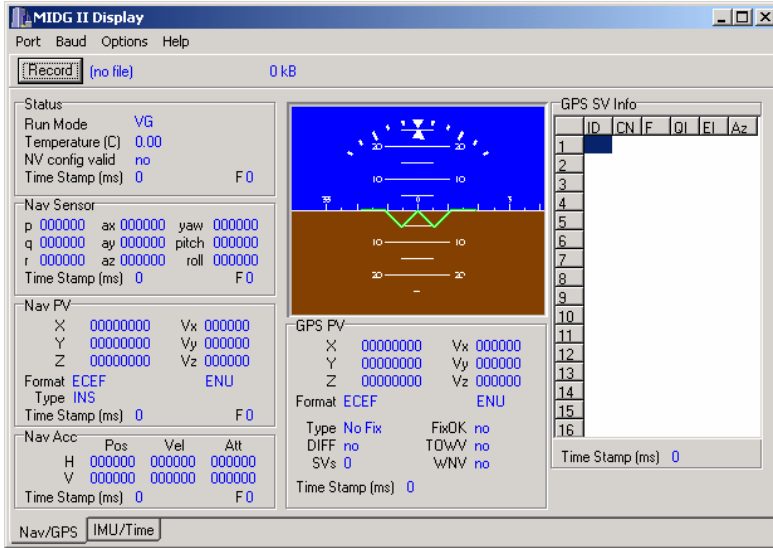 MIDG II Display
Port Baud Options Help
Record (no file) 0 kB
Status
Run Mode VG
Temperature (C) 0.00
NV config valid no
Time Stamp (ms) 0 F 0
Nav Sensor
p 000000 ax 000000 yaw 000000
q 000000 ay 000000 pitch 000000
r 000000 az 000000 roll 000000
Time Stamp (ms) 0 F 0
Nav PV
X 00000000 Vx 000000
Y 00000000 Vy 000000
Z 00000000 Vz 000000
Format ECEF ENU
Type INS
Time Stamp (ms) 0 F 0
Nav Acc
Pos Vel Att
H 000000 000000 000000
V 000000 000000 000000
Time Stamp (ms) 0 F 0
20 20
10 10
33 0 3
10 10
20 20
GPS PV
X 00000000 Vx 000000
Y 00000000 Vy 000000
Z 00000000 Vz 000000
Format ECEF ENU
Type No Fix FixOK no
DIFF no TOWV no
SVs 0 WNV no
Time Stamp (ms) 0
GPS SV Info
ID CN F QI EI Az
1
2
3
4
5
6
7
8
9
10
11
12
13
14
15
16
Time Stamp (ms) 0
Nav/GPS IMU/Time